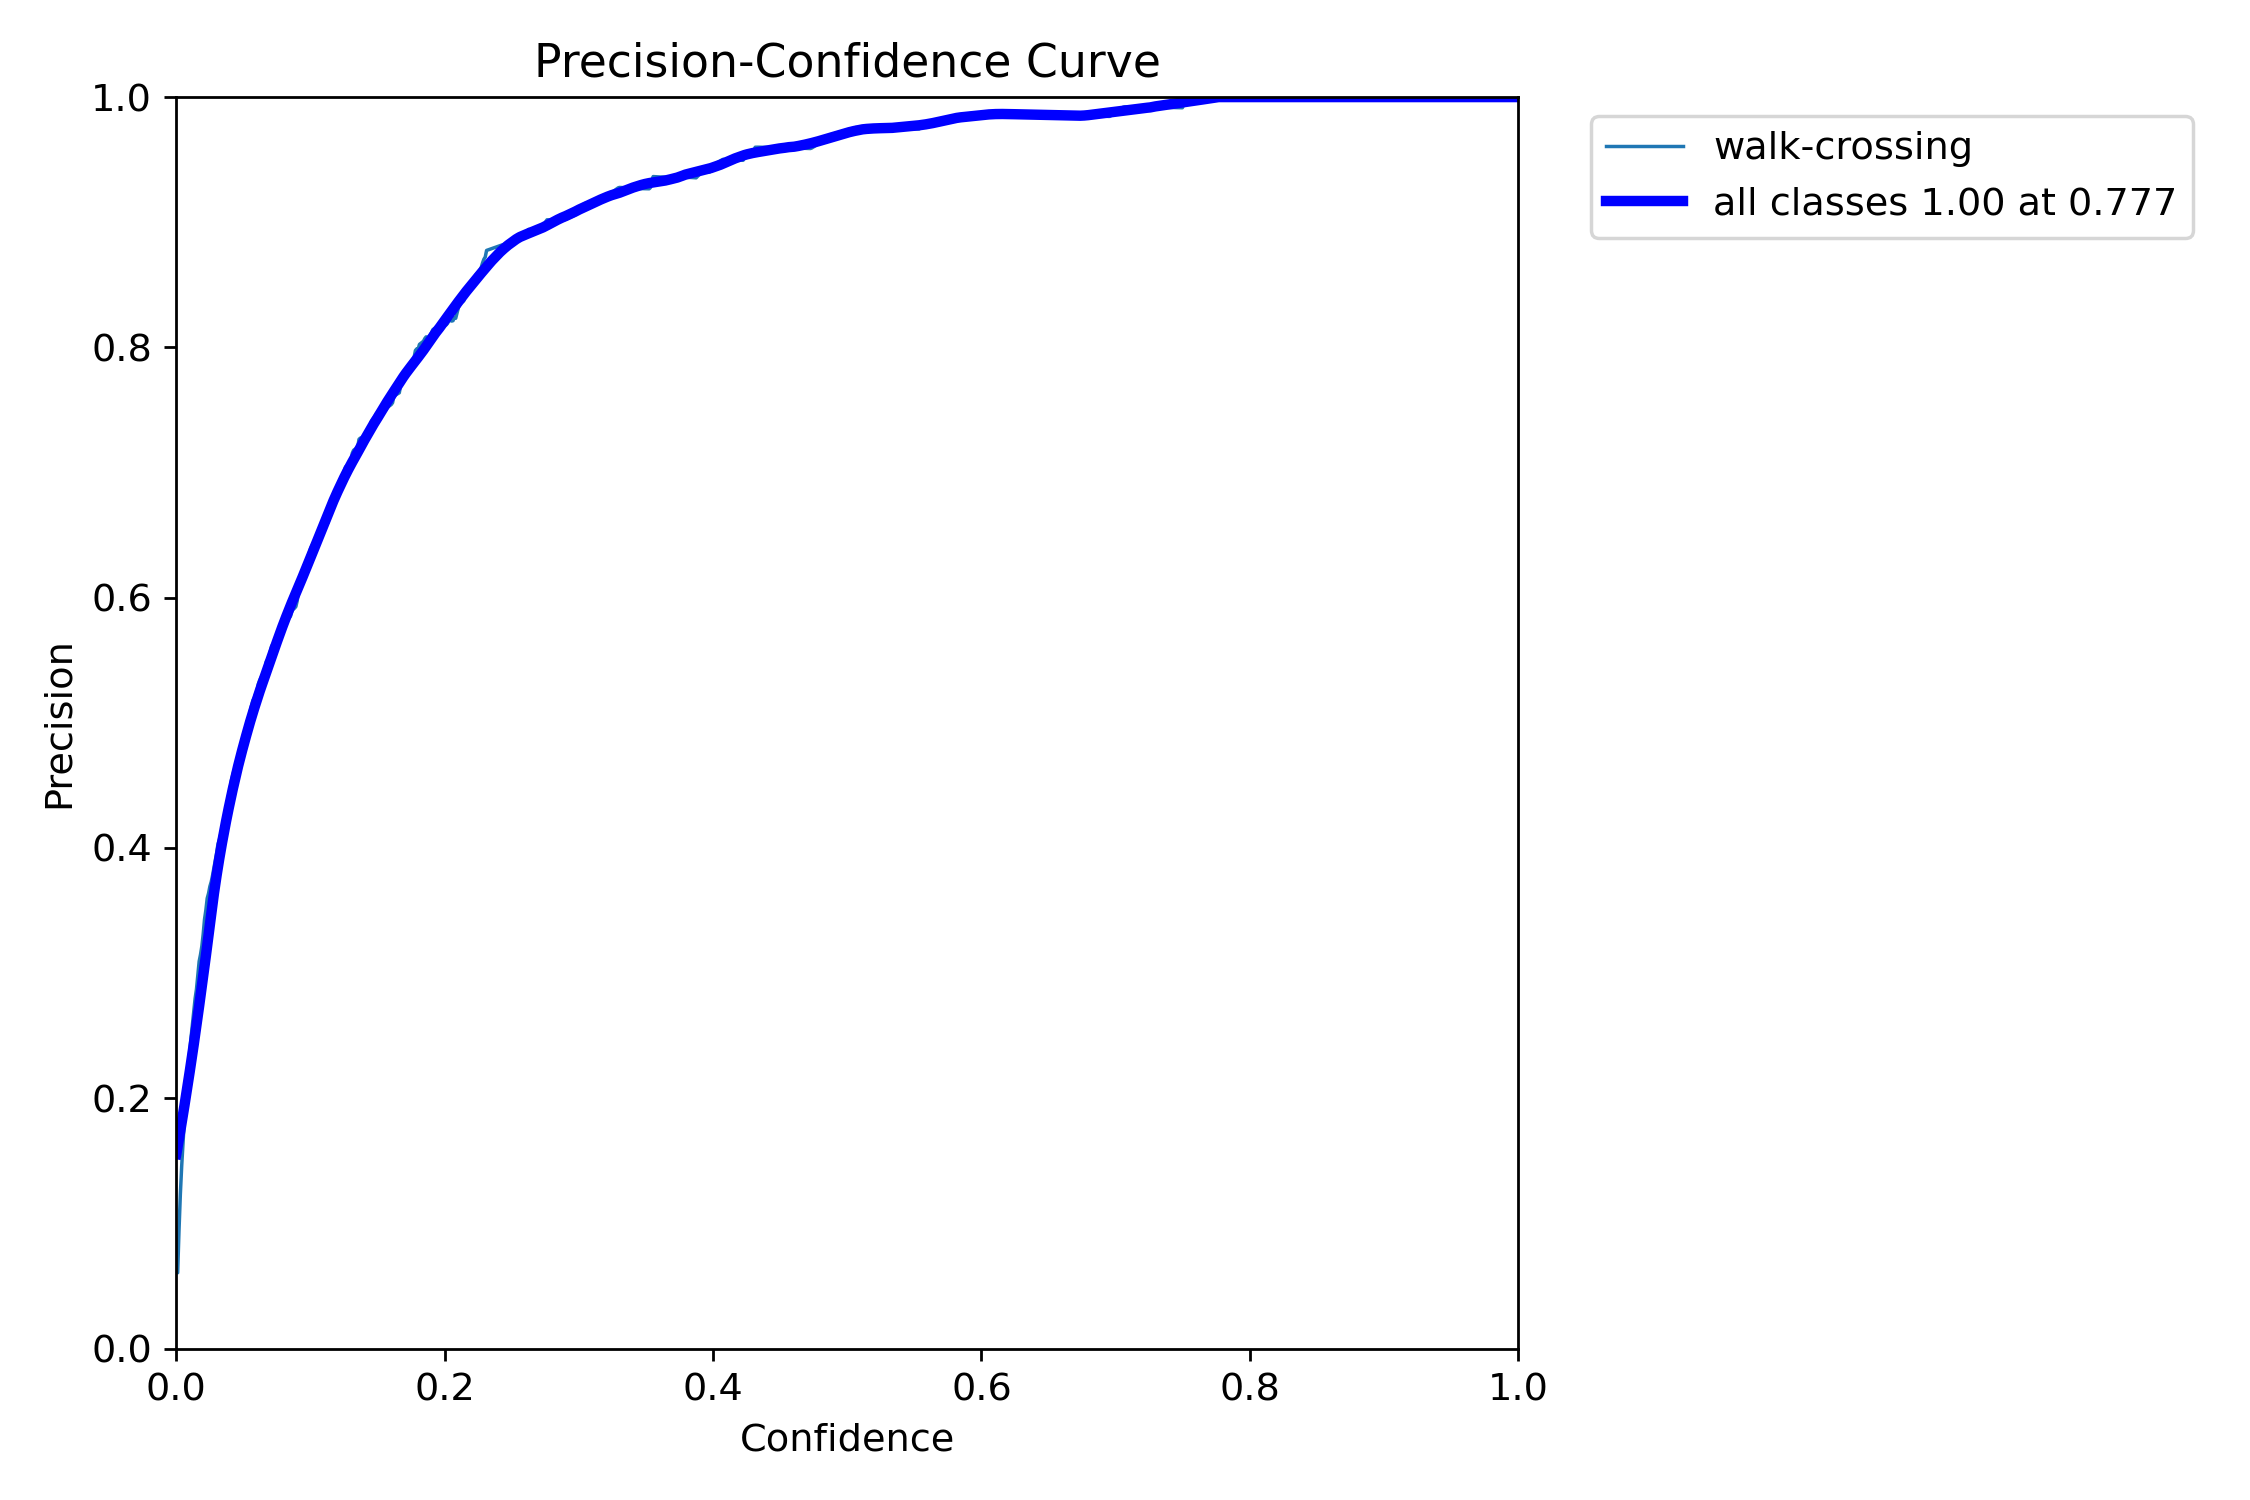 Precision-Confidence Curve
1.0
0.8
0.6
0.4
0.2
0.0
Precision
0.0 0.2 0.4 0.6 0.8 1.0
Confidence
walk-crossing
all classes 1.00 at 0.777